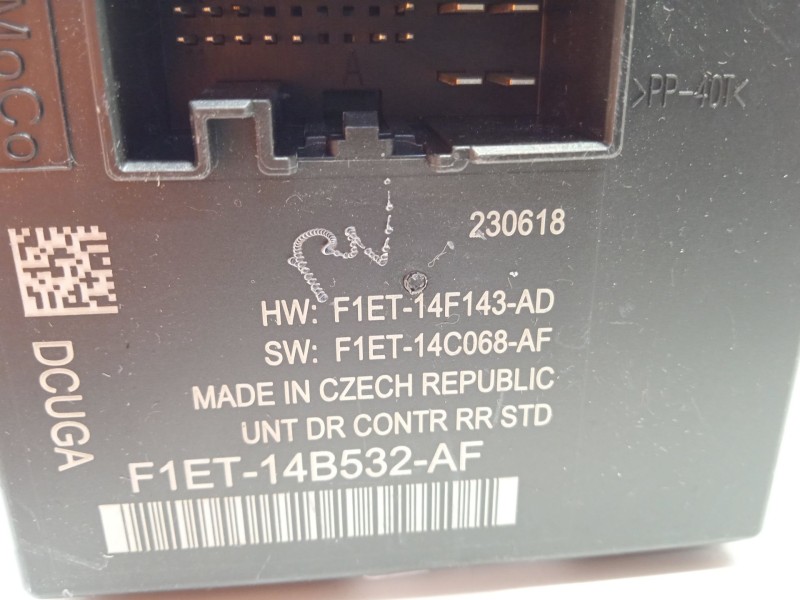 MoCo
A
>PP-40T<
230618
HW: F1ET-14F143-AD
SW: F1ET-14C068-AF
MADE IN CZECH REPUBLIC
UNT DR CONTR RR STD
DCUGA
F1ET-14B532-AF